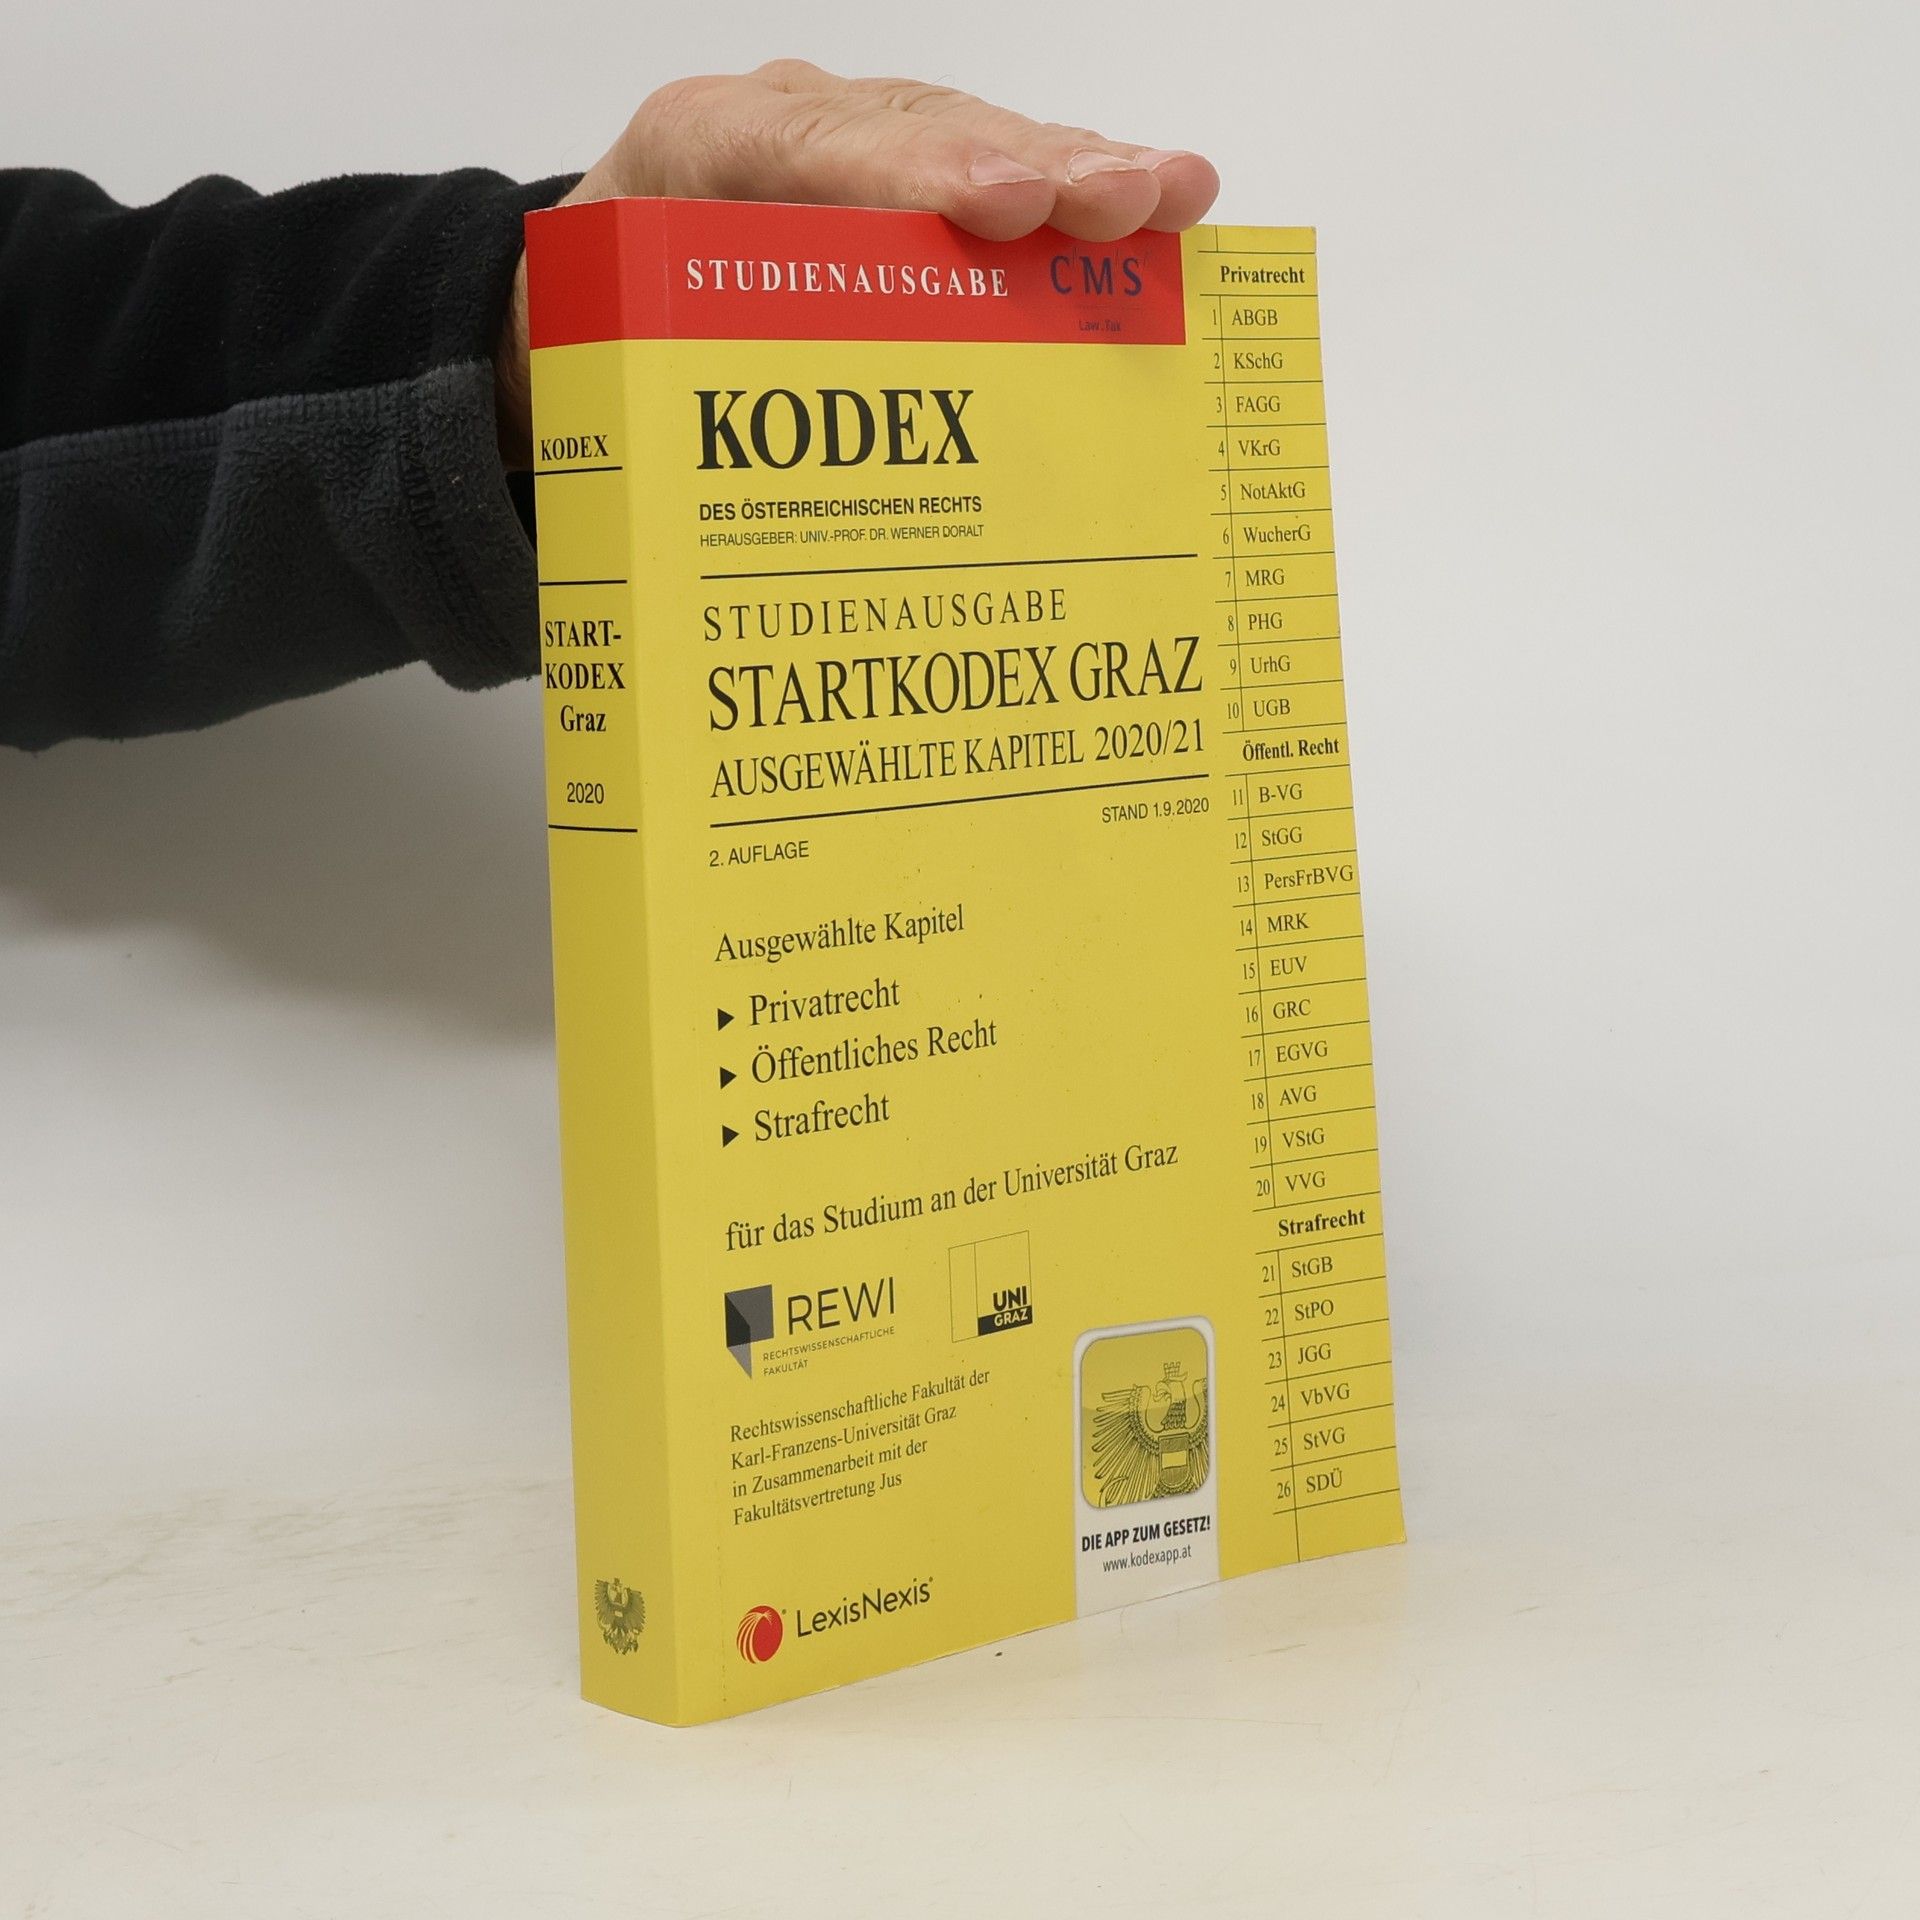 STUDIENAUSGABE
C'M'S'
Law.Tax
KODEX
DES ÖSTERREICHISCHEN RECHTS
HERAUSGEBER: UNIV.-PROF. DR. WERNER DORALT
STUDIENAUSGABE
STARTKODEX GRAZ
AUSGEWÄHLTE KAPITEL 2020/21
STAND 1.9.2020
2. AUFLAGE
Ausgewählte Kapitel
▶ Privatrecht
▶ Öffentliches Recht
▶ Strafrecht
für das Studium an der Universität Graz
REWI
RECHTSWISSENSCHAFTLICHE
FAKULTÄT
UNI
GRAZ
Rechtswissenschaftliche Fakultät der
Karl-Franzens-Universität Graz
in Zusammenarbeit mit der
Fakultätsvertretung Jus
DIE APP ZUM GESETZ!
www.kodexapp.at
LexisNexis®
Privatrecht
1 ABGB
2 KSchG
3 FAGG
4 VKrG
5 NotAktG
6 WucherG
7 MRG
8 PHG
9 UrhG
10 UGB
Öffentl. Recht
11 B-VG
12 StGG
13 PersFrBVG
14 MRK
15 EUV
16 GRC
17 EGVG
18 AVG
19 VStG
20 VVG
Strafrecht
21 StGB
22 StPO
23 JGG
24 VbVG
25 StVG
26 SDÜ
KODEX
START-
KODEX
Graz
2020